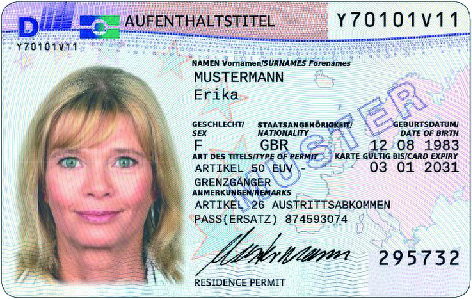 D AUFENTHALTSTITEL Y70101V11
Y70101V11
NAMEN Vornamen/SURNAMES Forenames
MUSTERMANN
Erika
GESCHLECHT/ STAATSANGEHÖRIGKEIT/ GEBURTSDATUM/
SEX NATIONALITY DATE OF BIRTH
F GBR 12 08 1983
ART DES TITELS/TYPE OF PERMIT KARTE GÜLTIG BIS/CARD EXPIRY
ARTIKEL 50 EUV 03 01 2031
GRENZGÄNGER
ANMERKUNGEN/REMARKS
ARTIKEL 26 AUSTRITTSABKOMMEN
PASS(ERSATZ) 874593074
MUSTER
Mustermann
295732
RESIDENCE PERMIT